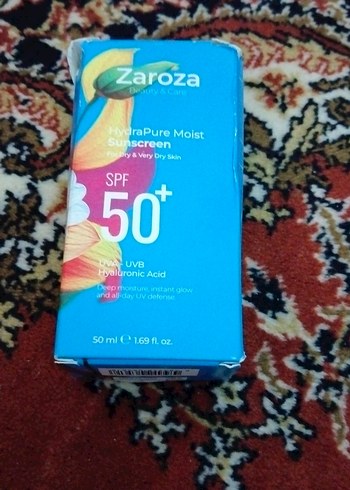 Zaroza
Beauty & Care
HydraPure Moist
Sunscreen
For Dry & Very Dry Skin
SPF
50+
UVA - UVB
Hyaluronic Acid
Deep moisture, instant glow
and all-day UV defense
50 ml ℮ 1.69 fl. oz.